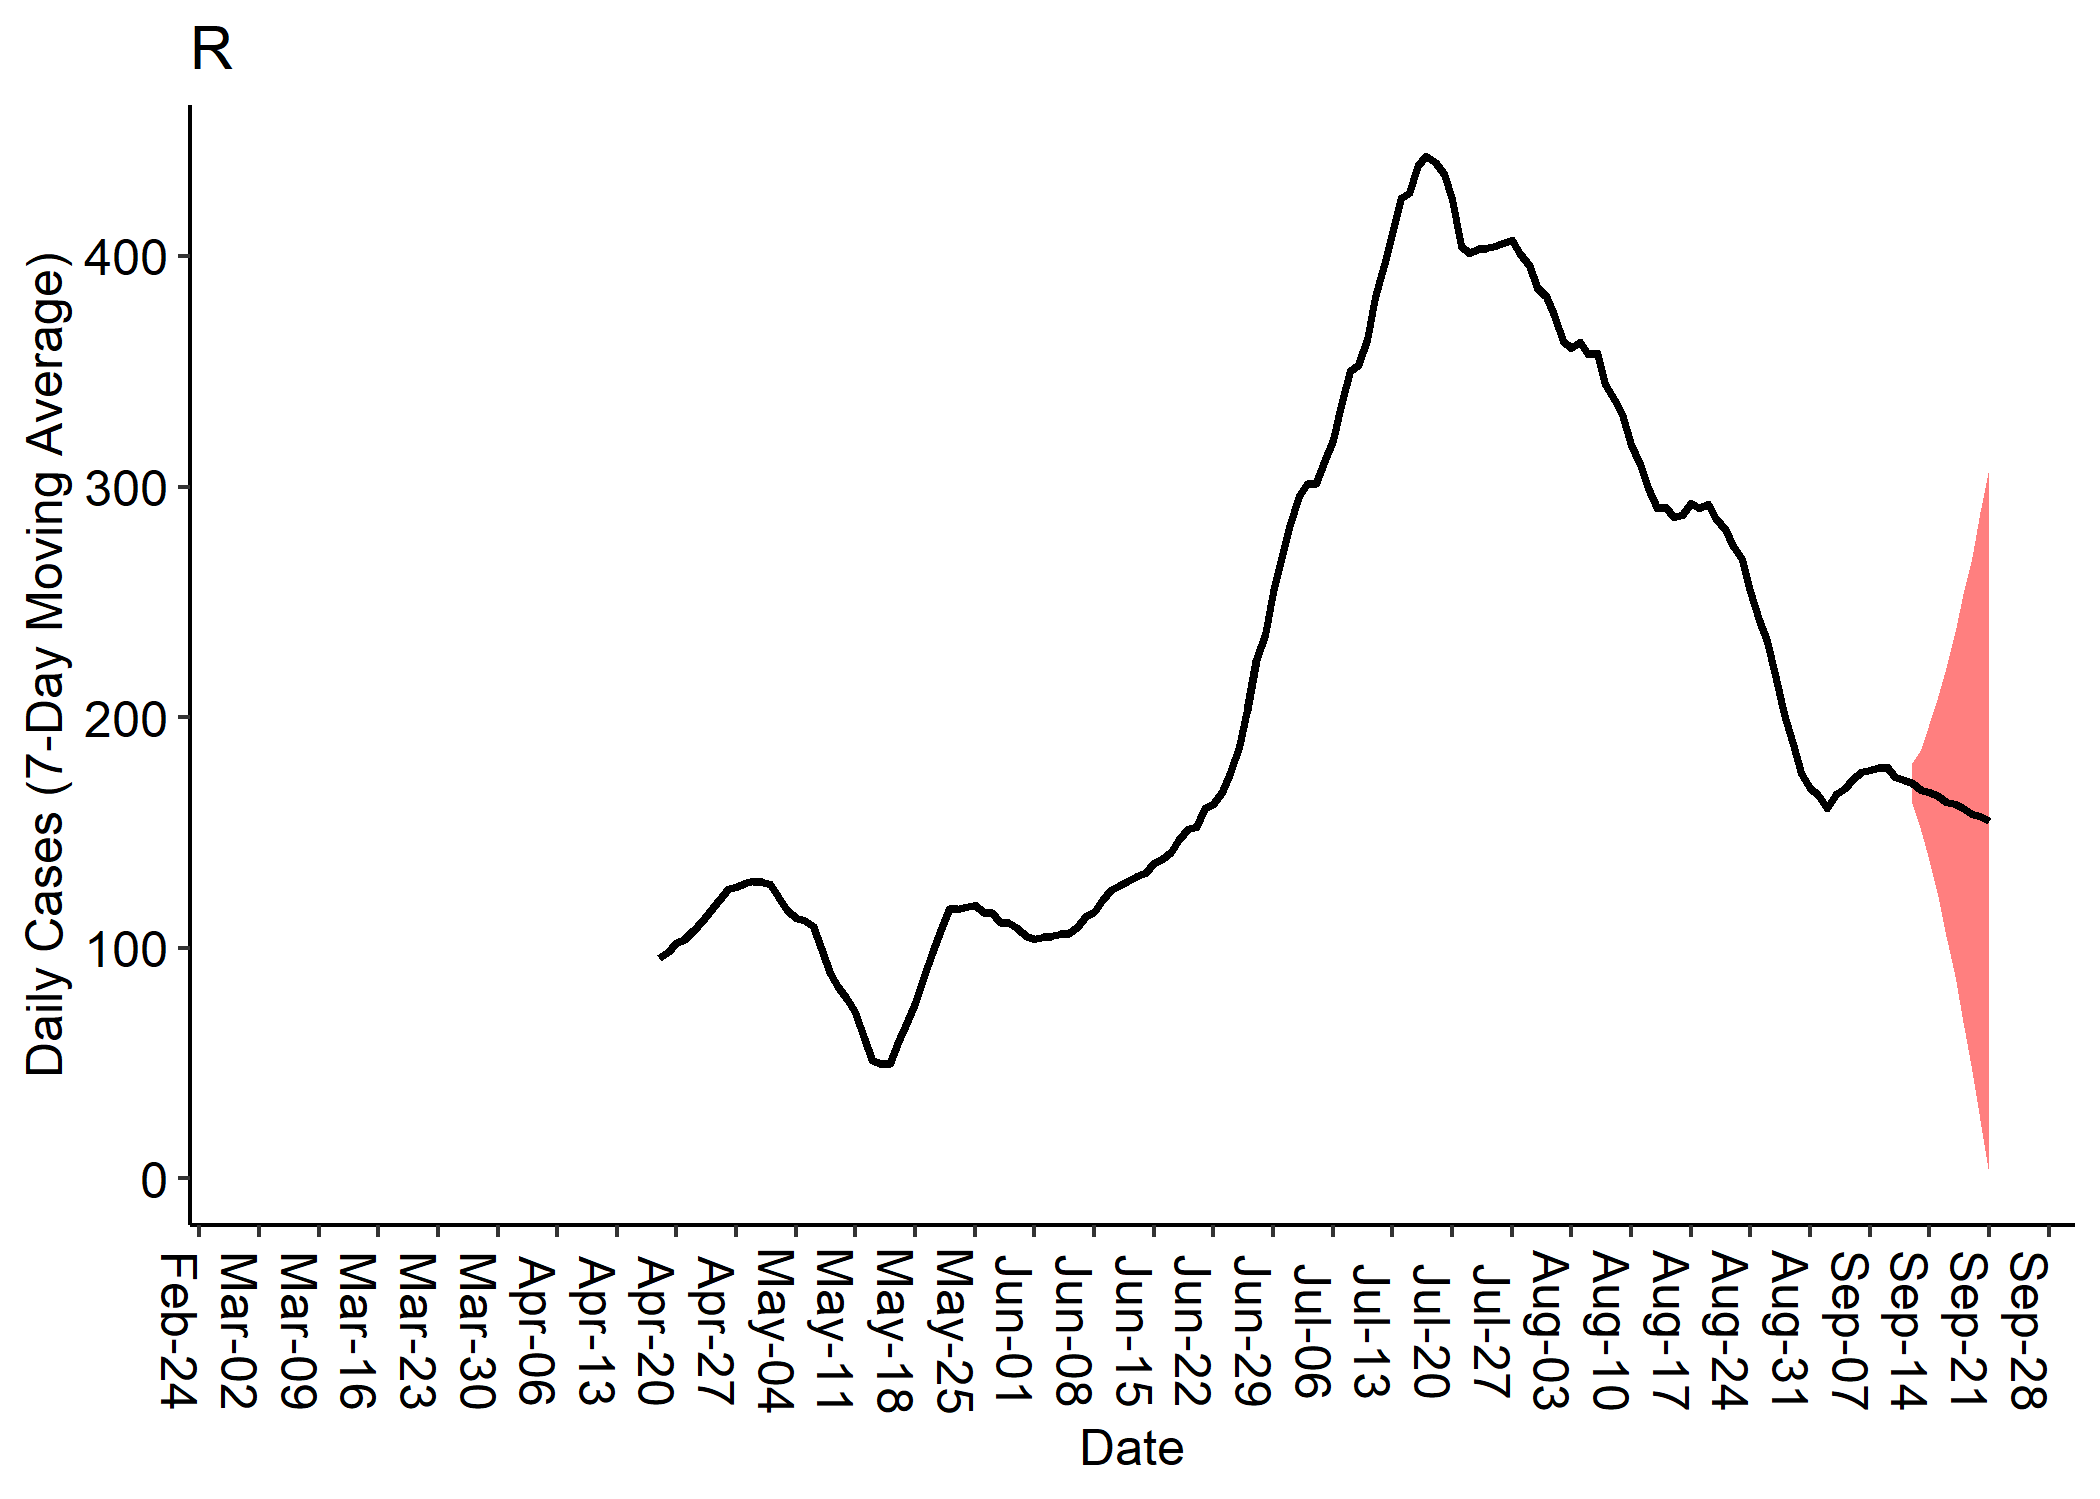 R
Daily Cases (7-Day Moving Average)
400
300
200
100
0
Feb-24
Mar-02
Mar-09
Mar-16
Mar-23
Mar-30
Apr-06
Apr-13
Apr-20
Apr-27
May-04
May-11
May-18
May-25
Jun-01
Jun-08
Jun-15
Jun-22
Jun-29
Jul-06
Jul-13
Jul-20
Jul-27
Aug-03
Aug-10
Aug-17
Aug-24
Aug-31
Sep-07
Sep-14
Sep-21
Sep-28
Date